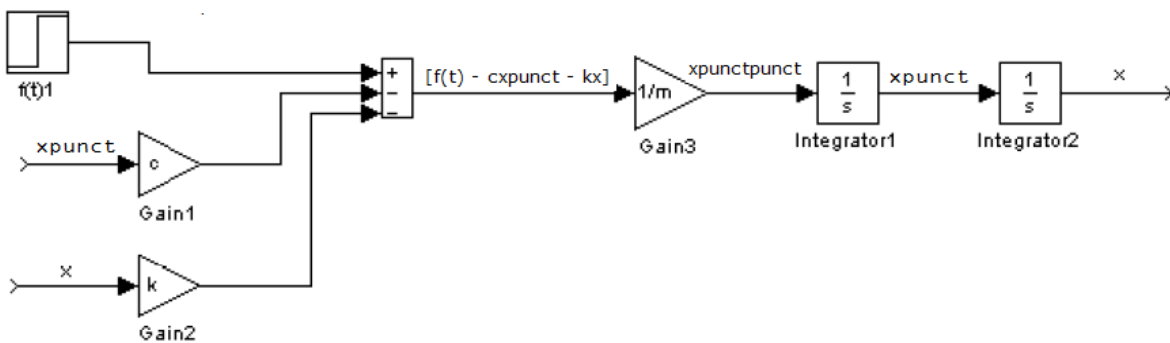 f(t)1
+
−
−
[f(t) - cxpunct - kx]
1/m
Gain3
xpunctpunct
1
s
Integrator1
xpunct
1
s
Integrator2
x
xpunct
c
Gain1
x
k
Gain2